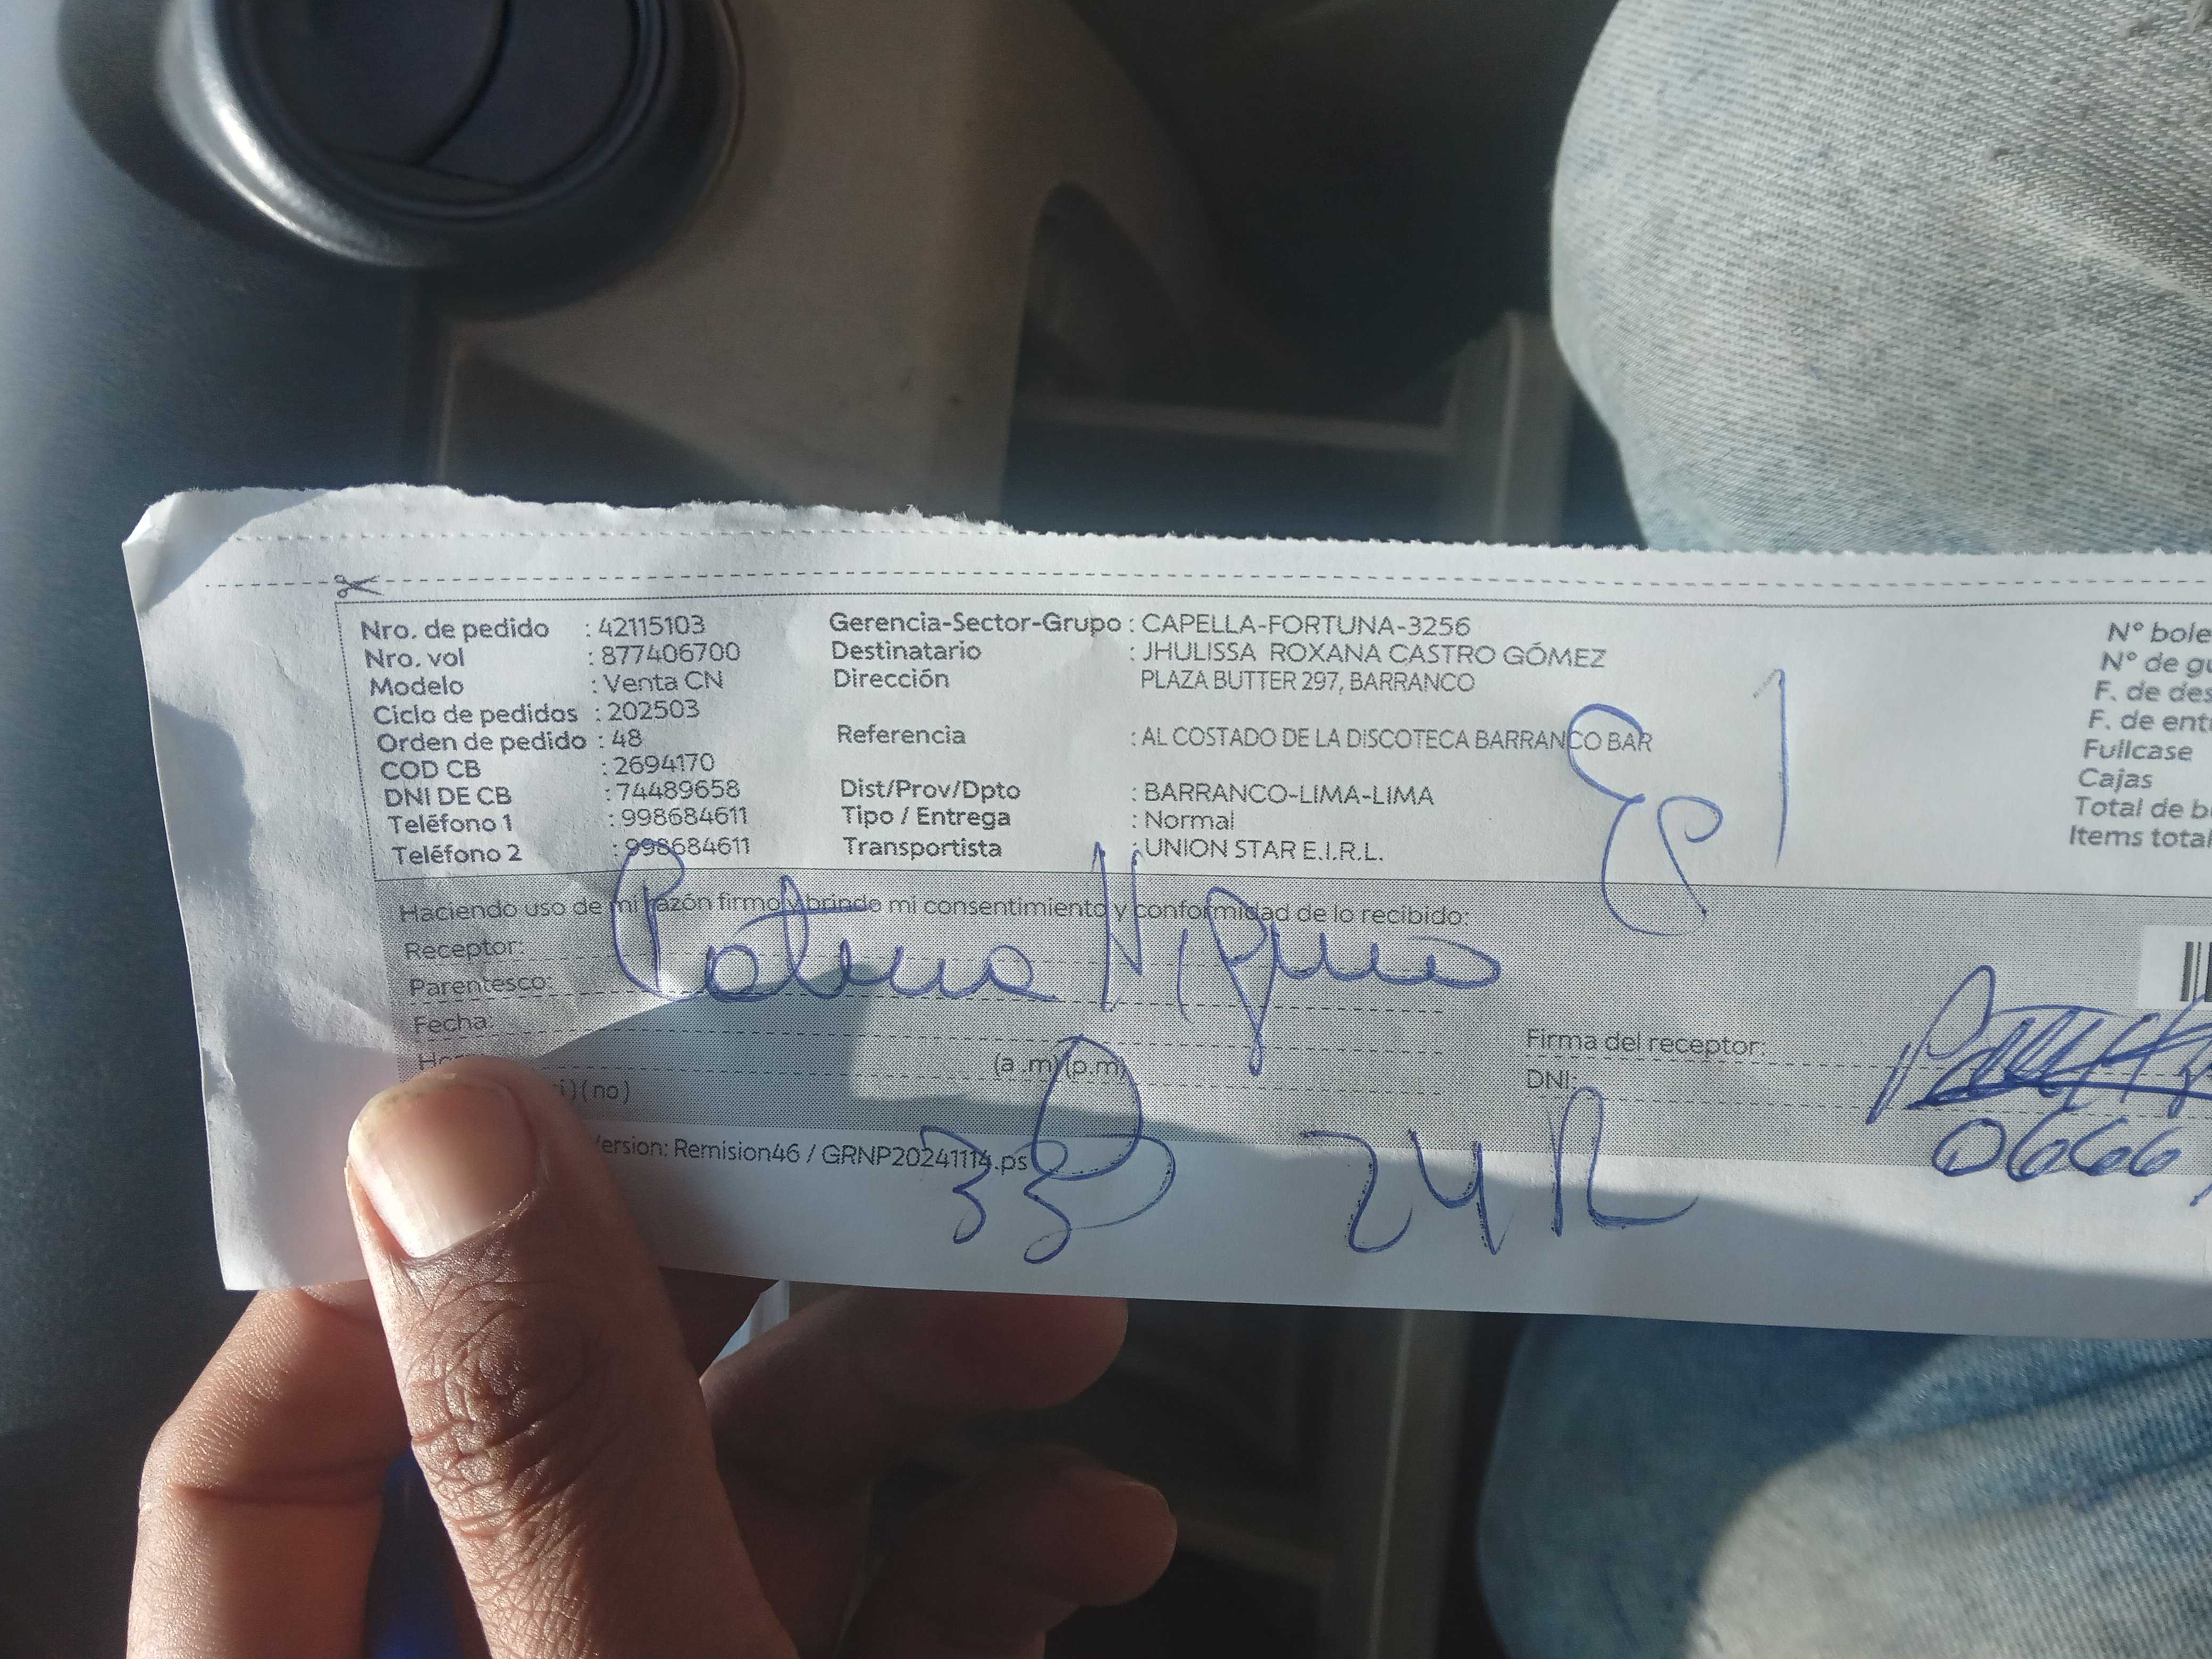 Nro. de pedido : 42115103
Nro. vol : 877406700
Modelo : Venta CN
Ciclo de pedidos : 202503
Orden de pedido : 48
COD CB : 2694170
DNI DE CB : 74489658
Teléfono 1 : 998684611
Teléfono 2 : 998684611
Gerencia-Sector-Grupo : CAPELLA-FORTUNA-3256
Destinatario : JHULISSA ROXANA CASTRO GÓMEZ
Dirección PLAZA BUTTER 297, BARRANCO
Referencia : AL COSTADO DE LA DISCOTECA BARRANCO BAR
Dist/Prov/Dpto : BARRANCO-LIMA-LIMA
Tipo / Entrega : Normal
Transportista : UNION STAR E.I.R.L.
N° bole
N° de gu
F. de des
F. de entr
Fullcase
Cajas
Total de b
Items total
Haciendo uso de mi razón firmo y brindo mi consentimiento y conformidad de lo recibido:
Receptor:
Parentesco:
Fecha:
(a .m)(p.m)
)( no )
Firma del receptor:
DNI:
0666
ersion: Remision46 / GRNP20241114.ps
24R